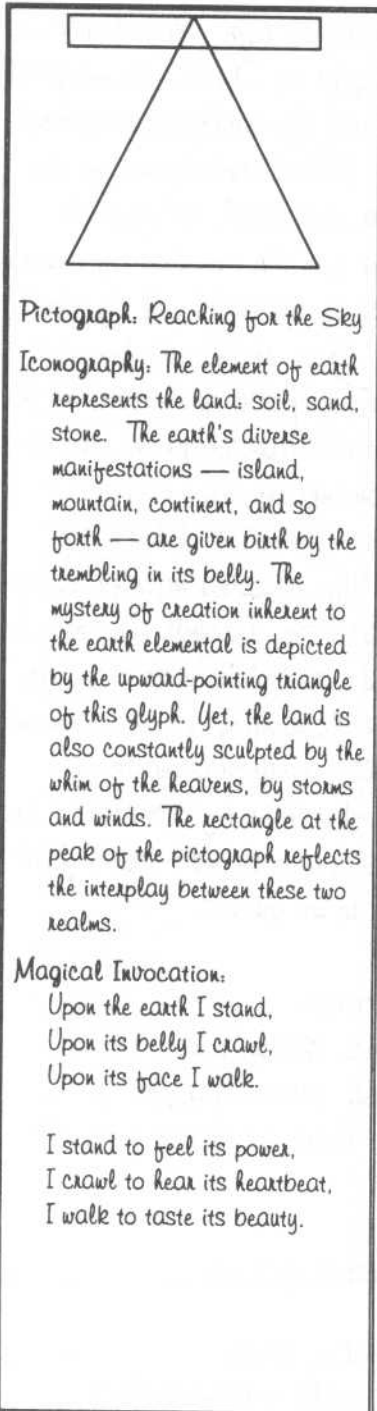 Pictograph: Reaching for the Sky
Iconography: The element of earth
represents the land: soil, sand,
stone. The earth's diverse
manifestations — island,
mountain, continent, and so
forth — are given birth by the
trembling in its belly. The
mystery of creation inherent to
the earth elemental is depicted
by the upward-pointing triangle
of this glyph. Yet, the land is
also constantly sculpted by the
whim of the heavens, by storms
and winds. The rectangle at the
peak of the pictograph reflects
the interplay between these two
realms.
Magical Invocation:
Upon the earth I stand,
Upon its belly I crawl,
Upon its face I walk.
I stand to feel its power,
I crawl to hear its heartbeat,
I walk to taste its beauty.